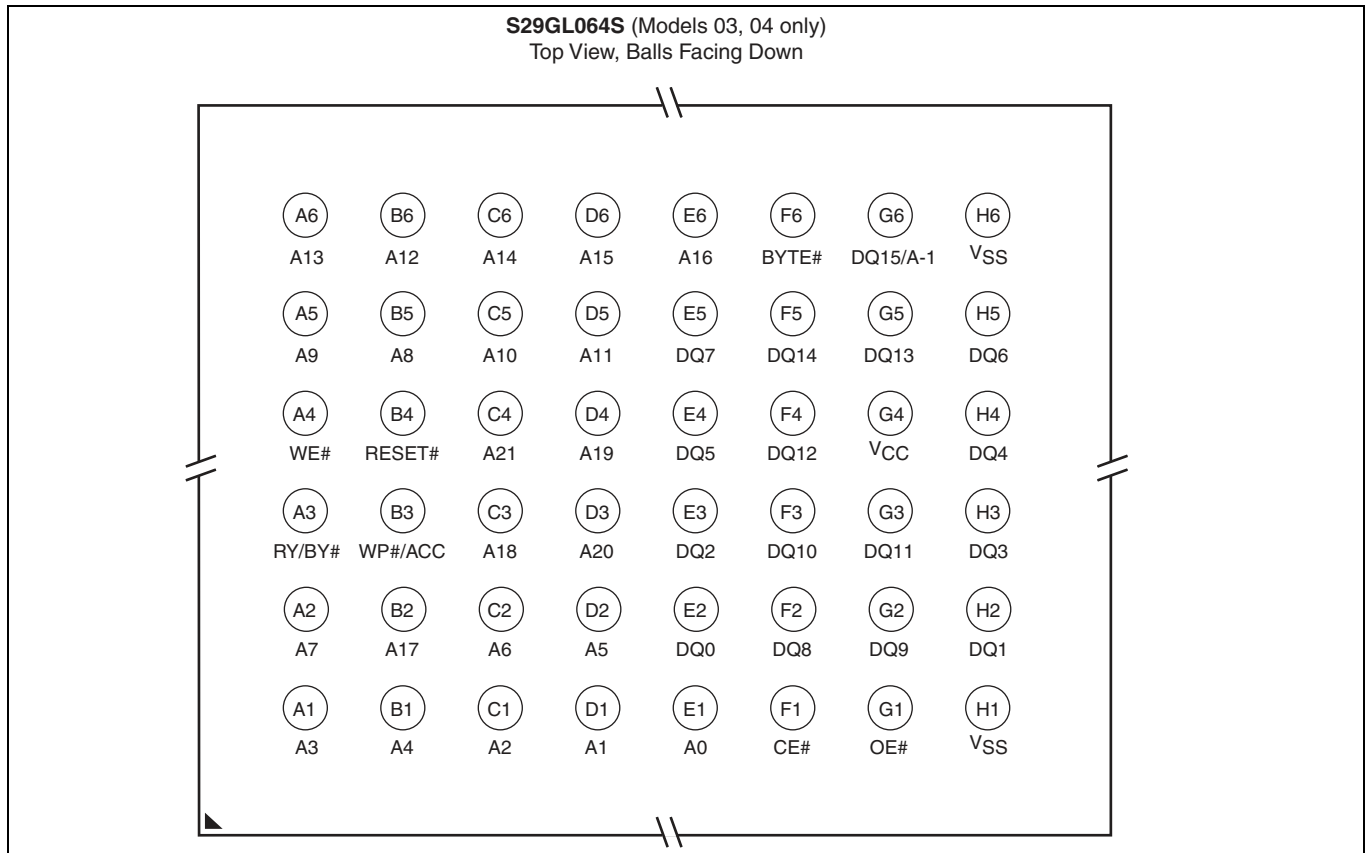 S29GL064S (Models 03, 04 only)
Top View, Balls Facing Down
A6 B6 C6 D6 E6 F6 G6 H6
A13 A12 A14 A15 A16 BYTE# DQ15/A-1 VSS
A5 B5 C5 D5 E5 F5 G5 H5
A9 A8 A10 A11 DQ7 DQ14 DQ13 DQ6
A4 B4 C4 D4 E4 F4 G4 H4
WE# RESET# A21 A19 DQ5 DQ12 VCC DQ4
A3 B3 C3 D3 E3 F3 G3 H3
RY/BY# WP#/ACC A18 A20 DQ2 DQ10 DQ11 DQ3
A2 B2 C2 D2 E2 F2 G2 H2
A7 A17 A6 A5 DQ0 DQ8 DQ9 DQ1
A1 B1 C1 D1 E1 F1 G1 H1
A3 A4 A2 A1 A0 CE# OE# VSS